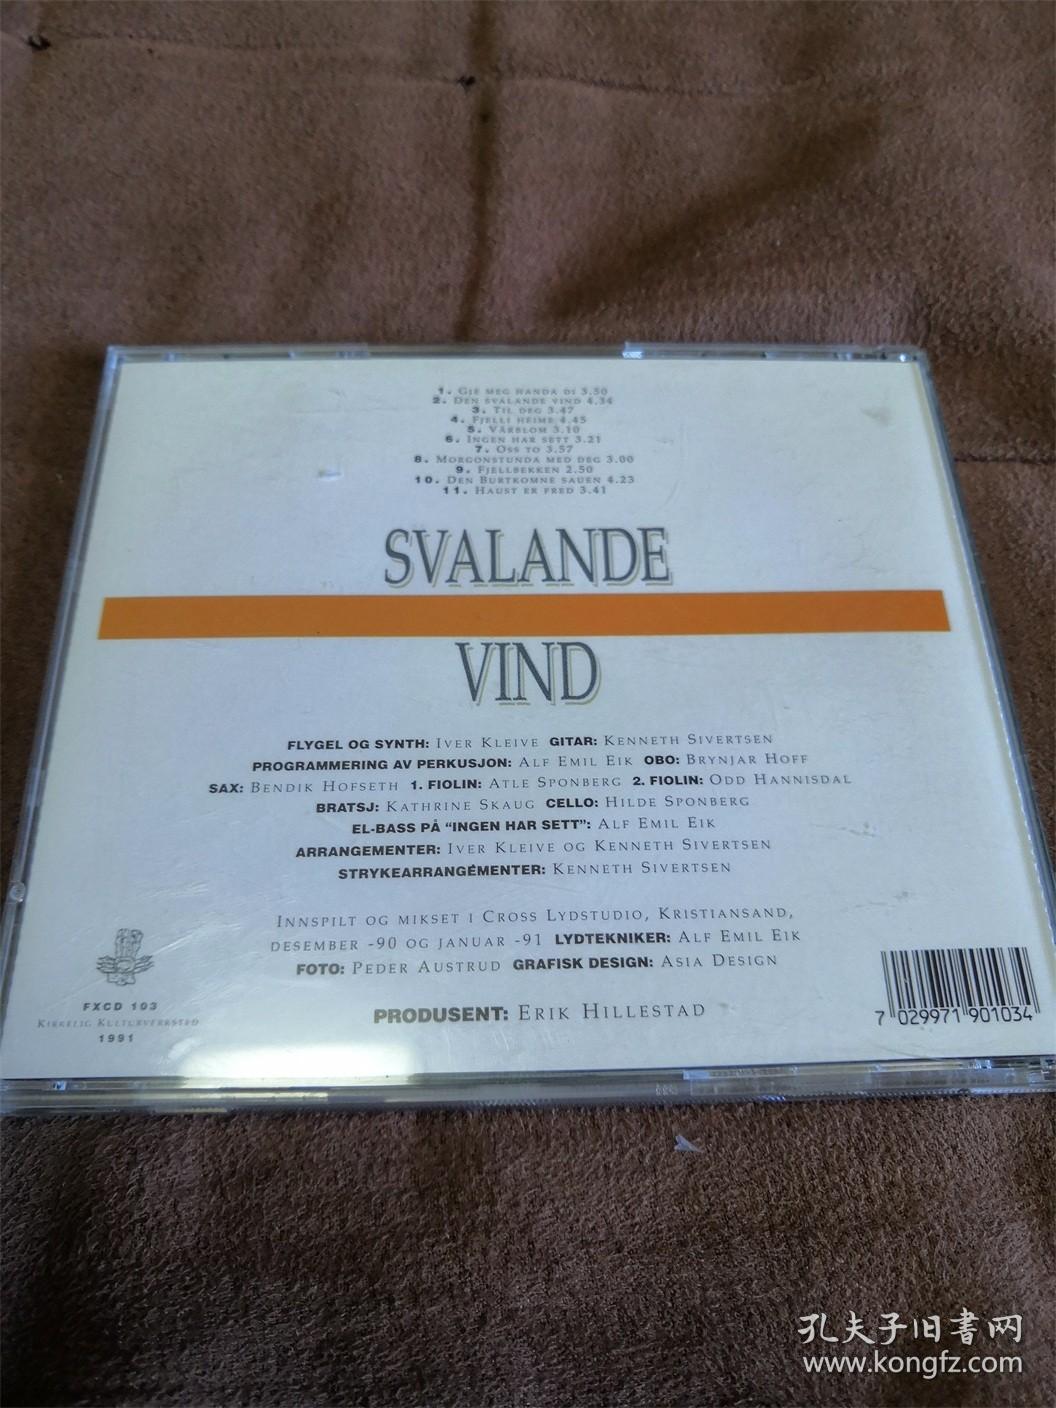 1. Gje meg handa di 3.50
2. Den svalande vind 4.34
3. Til deg 3.47
4. Fjelli heime 4.45
5. Vårblom 3.10
6. Ingen har sett 3.21
7. Oss to 3.57
8. Morgonstunda med deg 3.00
9. Fjellbekken 2.50
10. Den Burtkomne sauen 4.23
11. Haust er fred 3.41
SVALANDE
VIND
FLYGEL OG SYNTH: Iver Kleive GITAR: Kenneth Sivertsen
PROGRAMMERING AV PERKUSJON: Alf Emil Eik OBO: Brynjar Hoff
SAX: Bendik Hofseth 1. FIOLIN: Atle Sponberg 2. FIOLIN: Odd Hannisdal
BRATSJ: Kathrine Skaug CELLO: Hilde Sponberg
EL-BASS PÅ “INGEN HAR SETT”: Alf Emil Eik
ARRANGEMENTER: Iver Kleive og Kenneth Sivertsen
STRYKEARRANGÉMENTER: Kenneth Sivertsen
Innspilt og mikset i Cross Lydstudio, Kristiansand,
desember -90 og januar -91 LYDTEKNIKER: Alf Emil Eik
FOTO: Peder Austrud GRAFISK DESIGN: Asia Design
PRODUSENT: Erik Hillestad
FXCD 103
Kirkelig Kulturverksted
1991
7 029971 901034
孔夫子旧书网
www.kongfz.com